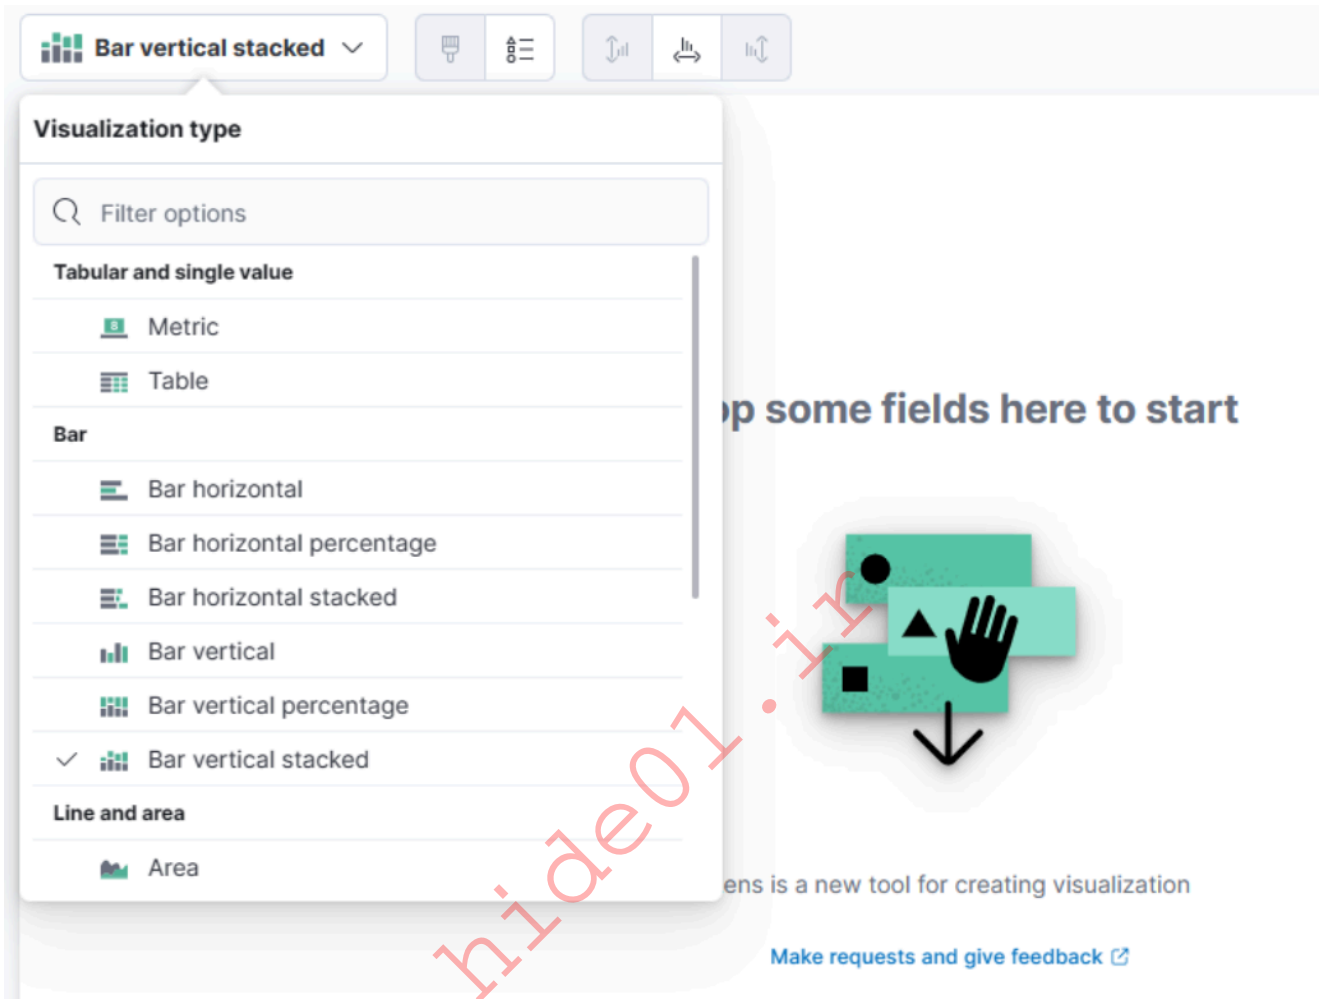 Bar vertical stacked
Visualization type
Filter options
Tabular and single value
8 Metric
Table
Bar
Bar horizontal
Bar horizontal percentage
Bar horizontal stacked
Bar vertical
Bar vertical percentage
Bar vertical stacked
Line and area
Area
op some fields here to start
ens is a new tool for creating visualization
Make requests and give feedback
hide01.ir